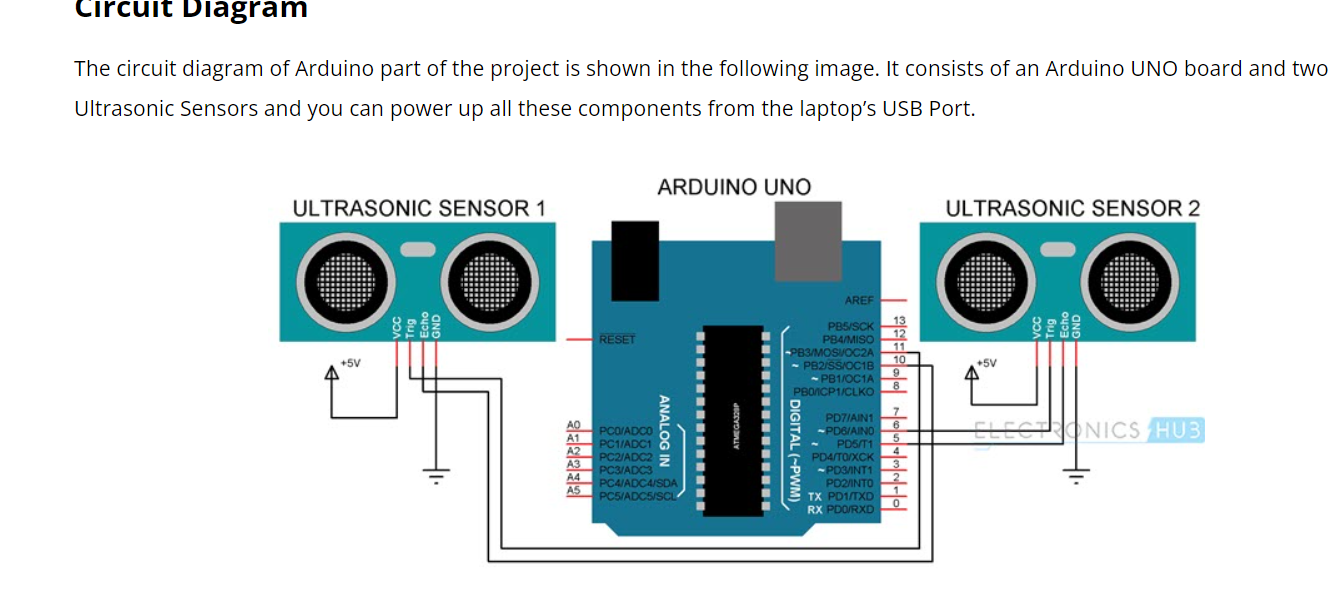 Circuit Diagram
The circuit diagram of Arduino part of the project is shown in the following image. It consists of an Arduino UNO board and two
Ultrasonic Sensors and you can power up all these components from the laptop's USB Port.
ARDUINO UNO
ULTRASONIC SENSOR 1
ULTRASONIC SENSOR 2
VCC
Trig
Echo
GND
+5V
RESET
ANALOG IN
A0 PC0/ADC0
A1 PC1/ADC1
A2 PC2/ADC2
A3 PC3/ADC3
A4 PC4/ADC4/SDA
A5 PC5/ADC5/SCL
ATMEGA328P
DIGITAL (~PWM)
AREF
PB5/SCK 13
PB4/MISO 12
~PB3/MOSI/OC2A 11
~ PB2/SS/OC1B 10
~ PB1/OC1A 9
PB0/ICP1/CLKO 8
PD7/AIN1 7
~ PD6/AIN0 6
~ PD5/T1 5
PD4/T0/XCK 4
~ PD3/INT1 3
PD2/INT0 2
TX PD1/TXD 1
RX PD0/RXD 0
VCC
Trig
Echo
GND
+5V
ELECTRONICS HUB